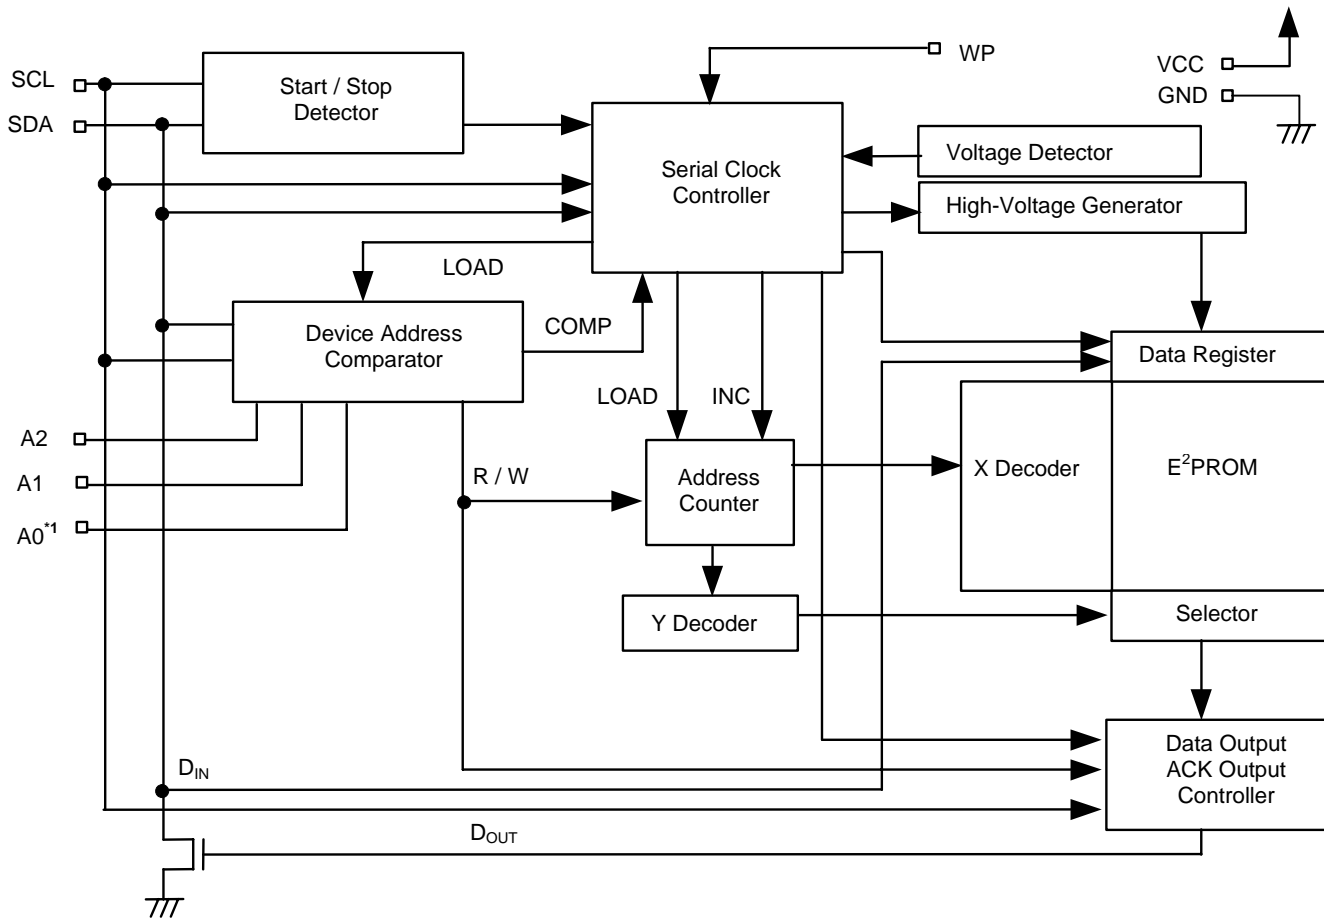 SCL
SDA
Start / Stop
Detector
WP
VCC
GND
Serial Clock
Controller
Voltage Detector
High-Voltage Generator
LOAD
Device Address
Comparator
COMP
LOAD
INC
Data Register
A2
A1
A0*1
R / W
Address
Counter
X Decoder
E²PROM
Y Decoder
Selector
Data Output
ACK Output
Controller
DIN
DOUT